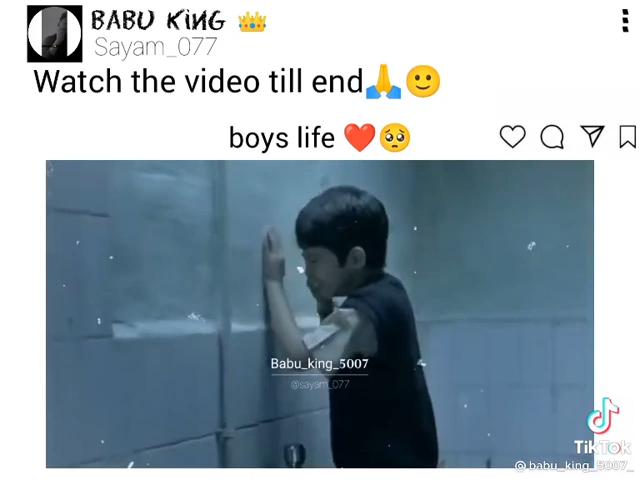 BABU KiNG 👑
Sayam_077
Watch the video till end🙏🙂
boys life ❤️🥺
Babu_king_5007
@sayam_077
TikTok
@babu_king_5007_